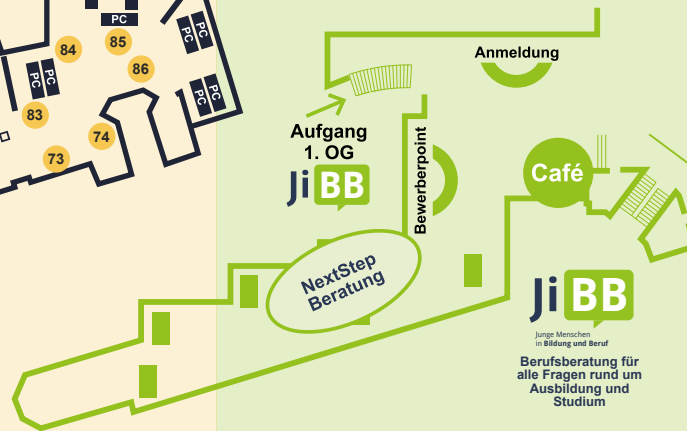 PC
84
85
86
PC
PC
PC
PC
83
74
73
PC
PC
Anmeldung
Aufgang
1. OG
JiBB
Bewerberpoint
Café
NextStep
Beratung
JiBB
Junge Menschen
in Bildung und Beruf
Berufsberatung für
alle Fragen rund um
Ausbildung und
Studium